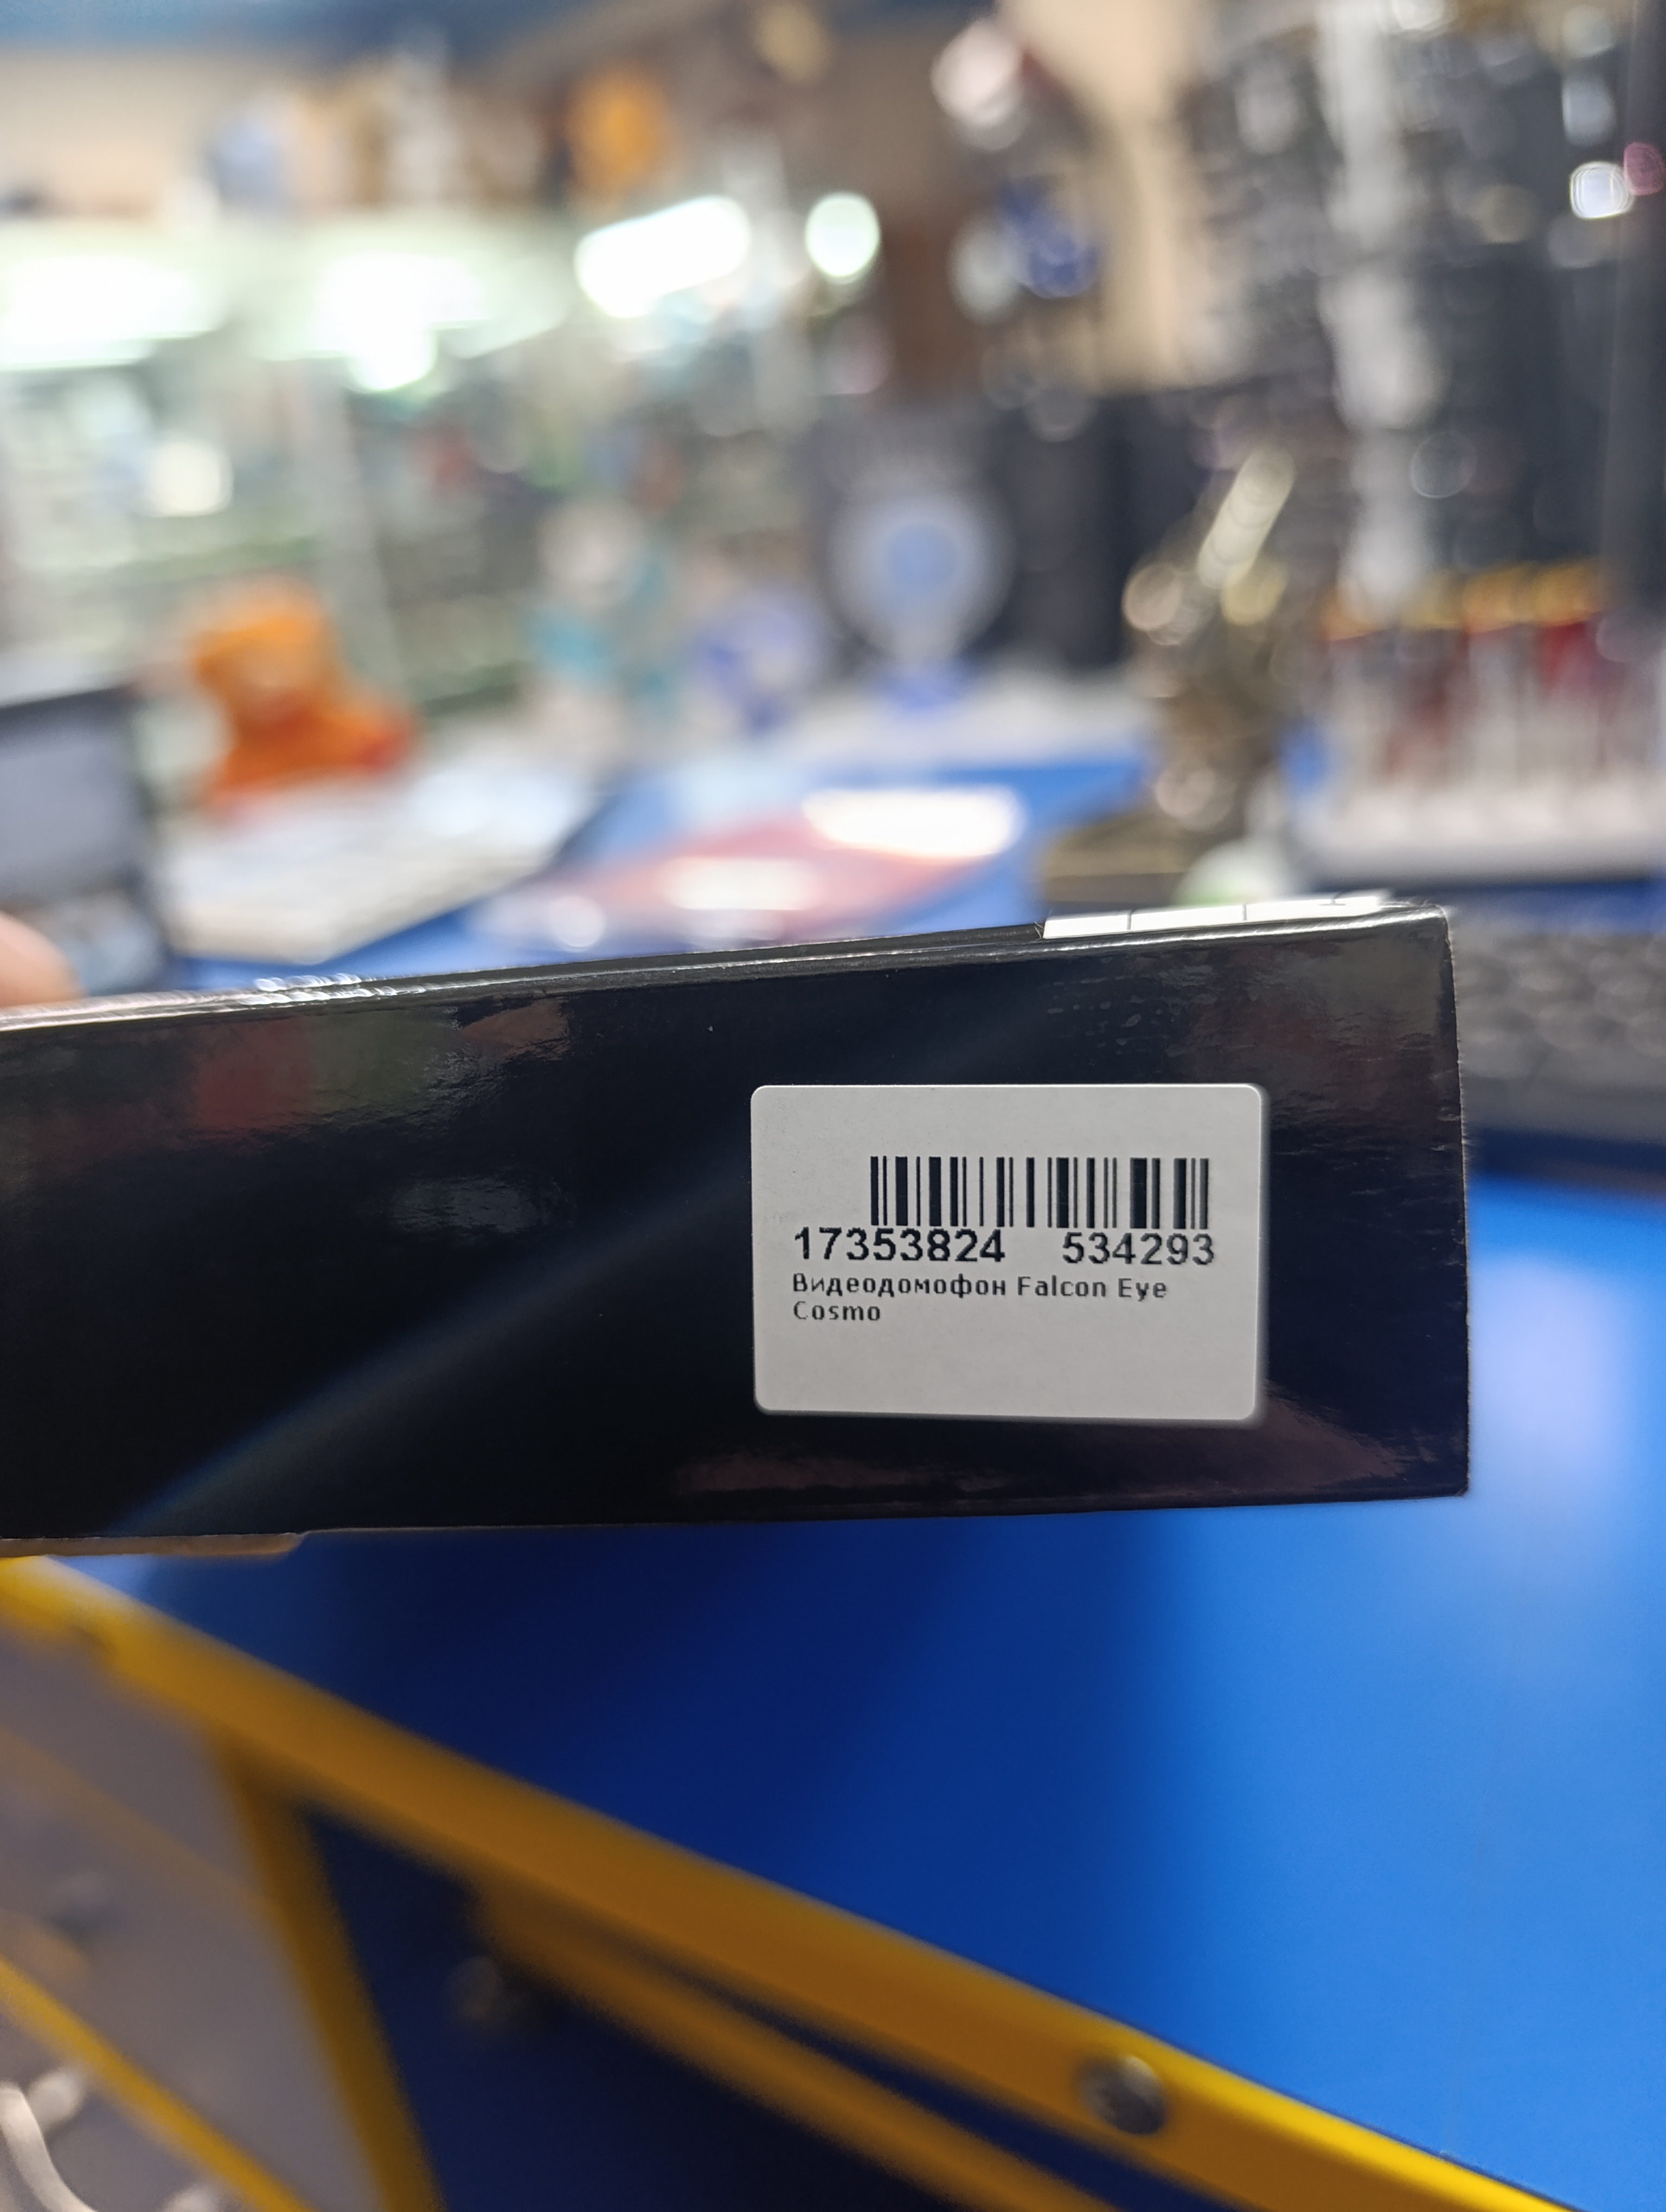 17353824 534293
Видеодомофон Falcon Eye
Cosmo